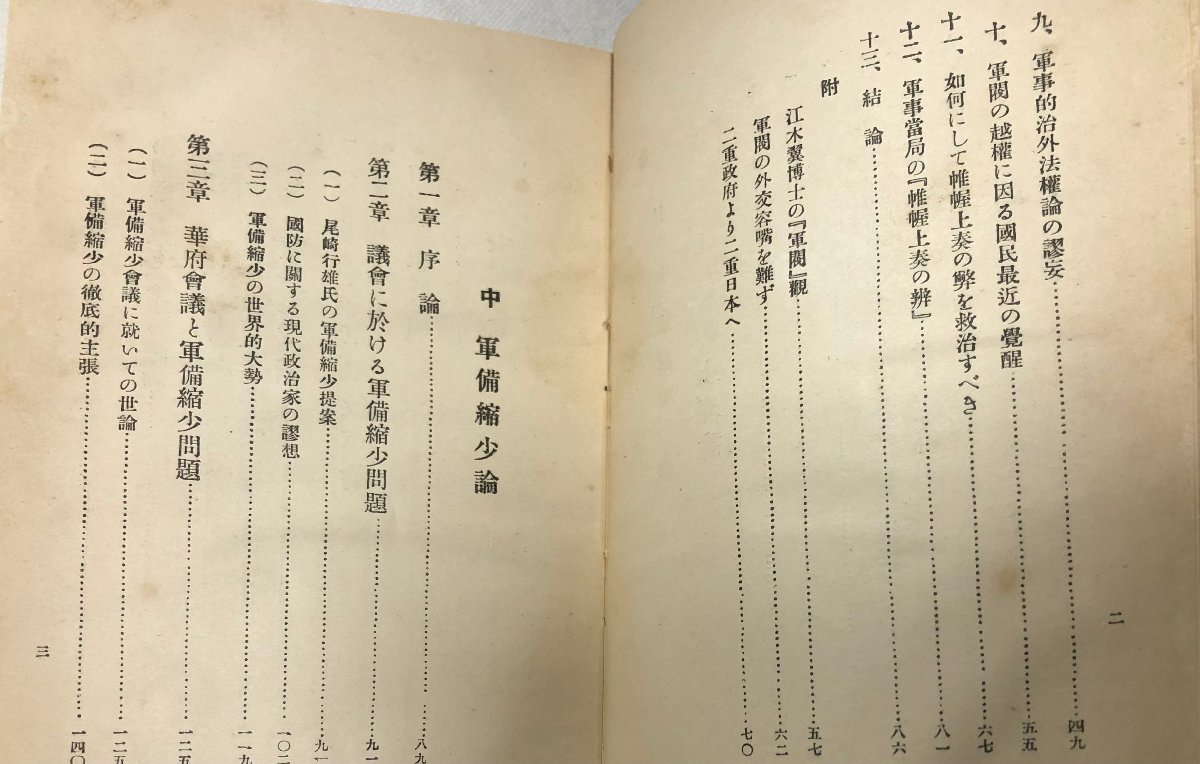 九、軍事的治外法權論の謬妄……四九
十、軍閥の越權に因る國民最近の覺醒……五五
十一、如何にして帷幄上奏の弊を救治すべき……六七
十二、軍事當局の『帷幄上奏の辨』……八一
十三、結論……八六
附
江木翼博士の『軍閥』觀……五七
軍閥の外交容嘴を難ず……六二
二重政府より二重日本へ……七〇
二
中 軍備縮少論
第一章 序論……八九
第二章 議會に於ける軍備縮少問題……九一
(一) 尾崎行雄氏の軍備縮少提案……九一
(二) 國防に關する現代政治家の謬想……一〇二
(三) 軍備縮少の世界的大勢……一一九
第三章 華府會議と軍備縮少問題……一二五
(一) 軍備縮少會議に就いての世論……一二五
(二) 軍備縮少の徹底的主張……一四〇
三